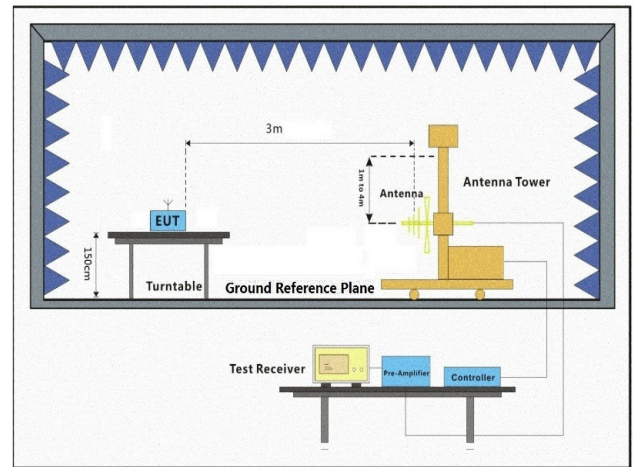 3m
1m to 4m
Antenna
Antenna Tower
EUT
150cm
Turntable
Ground Reference Plane
Test Receiver
Pre-Amplifier
Controller